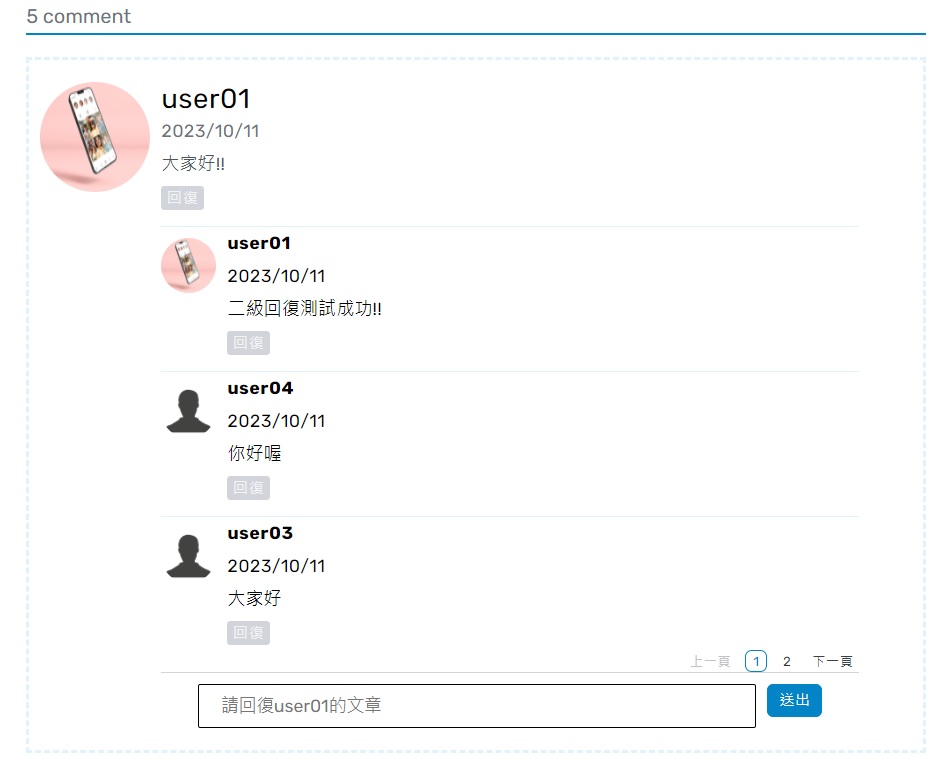 5 comment
user01
2023/10/11
大家好!!
回復
user01
2023/10/11
二級回復測試成功!!
回復
user04
2023/10/11
你好喔
回復
user03
2023/10/11
大家好
回復
上一頁 1 2 下一頁
請回復user01的文章 送出